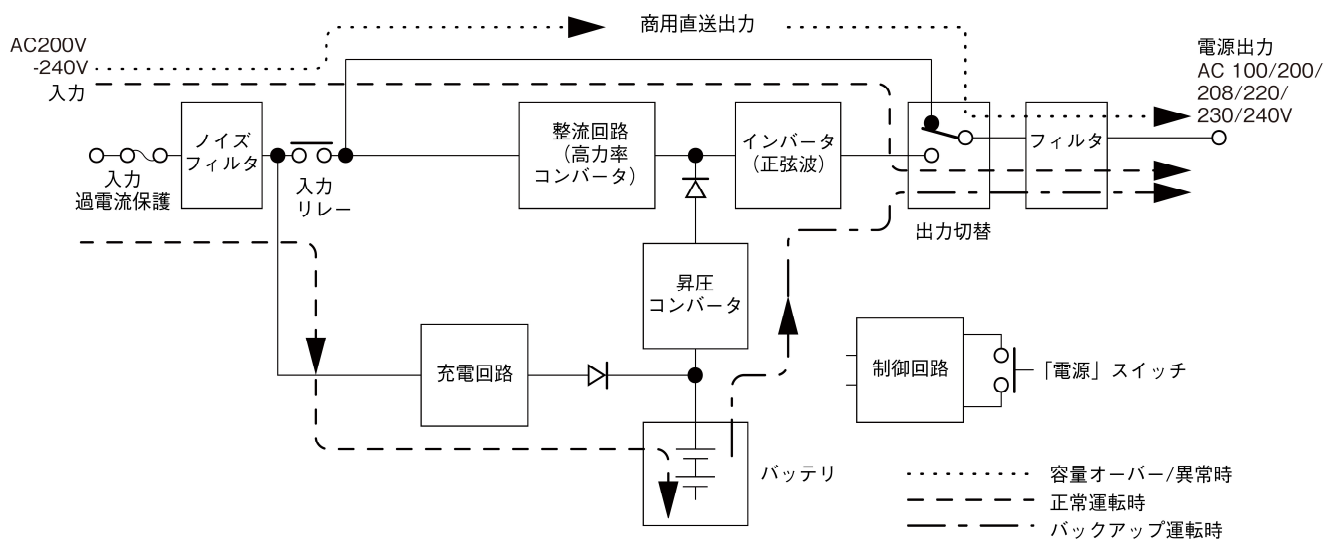 商用直送出力
AC200V
-240V
入力
電源出力
AC 100/200/
208/220/
230/240V
ノイズ
フィルタ
整流回路
(高力率
コンバータ)
インバータ
(正弦波)
フィルタ
入力
過電流保護
入力
リレー
出力切替
昇圧
コンバータ
充電回路
制御回路
「電源」スイッチ
バッテリ
容量オーバー/異常時
正常運転時
バックアップ運転時